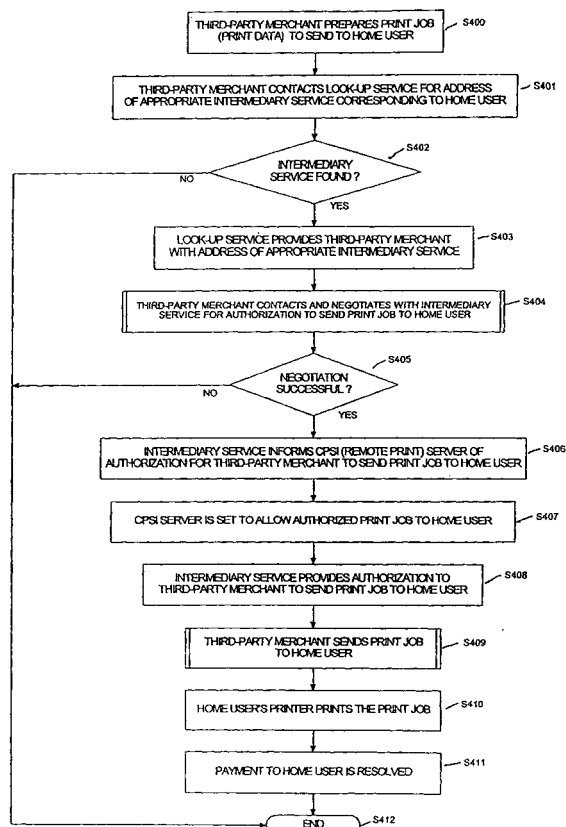 THIRD-PARTY MERCHANT PREPARES PRINT JOB
(PRINT DATA) TO SEND TO HOME USER
S400
THIRD-PARTY MERCHANT CONTACTS LOOK-UP SERVICE FOR ADDRESS
OF APPROPRIATE INTERMEDIARY SERVICE CORRESPONDING TO HOME USER
S401
S402
INTERMEDIARY
SERVICE FOUND ?
NO
YES
LOOK-UP SERVICE PROVIDES THIRD-PARTY MERCHANT
WITH ADDRESS OF APPROPRIATE INTERMEDIARY SERVICE
S403
THIRD-PARTY MERCHANT CONTACTS AND NEGOTIATES WITH INTERMEDIARY
SERVICE FOR AUTHORIZATION TO SEND PRINT JOB TO HOME USER
S404
S405
NEGOTIATION
SUCCESSFUL ?
NO
YES
INTERMEDIARY SERVICE INFORMS CPSI (REMOTE PRINT) SERVER OF
AUTHORIZATION FOR THIRD-PARTY MERCHANT TO SEND PRINT JOB TO HOME USER
S406
CPSI SERVER IS SET TO ALLOW AUTHORIZED PRINT JOB TO HOME USER
S407
INTERMEDIARY SERVICE PROVIDES AUTHORIZATION TO
THIRD-PARTY MERCHANT TO SEND PRINT JOB TO HOME USER
S408
THIRD-PARTY MERCHANT SENDS PRINT JOB
TO HOME USER
S409
HOME USER'S PRINTER PRINTS THE PRINT JOB
S410
PAYMENT TO HOME USER IS RESOLVED
S411
END
S412